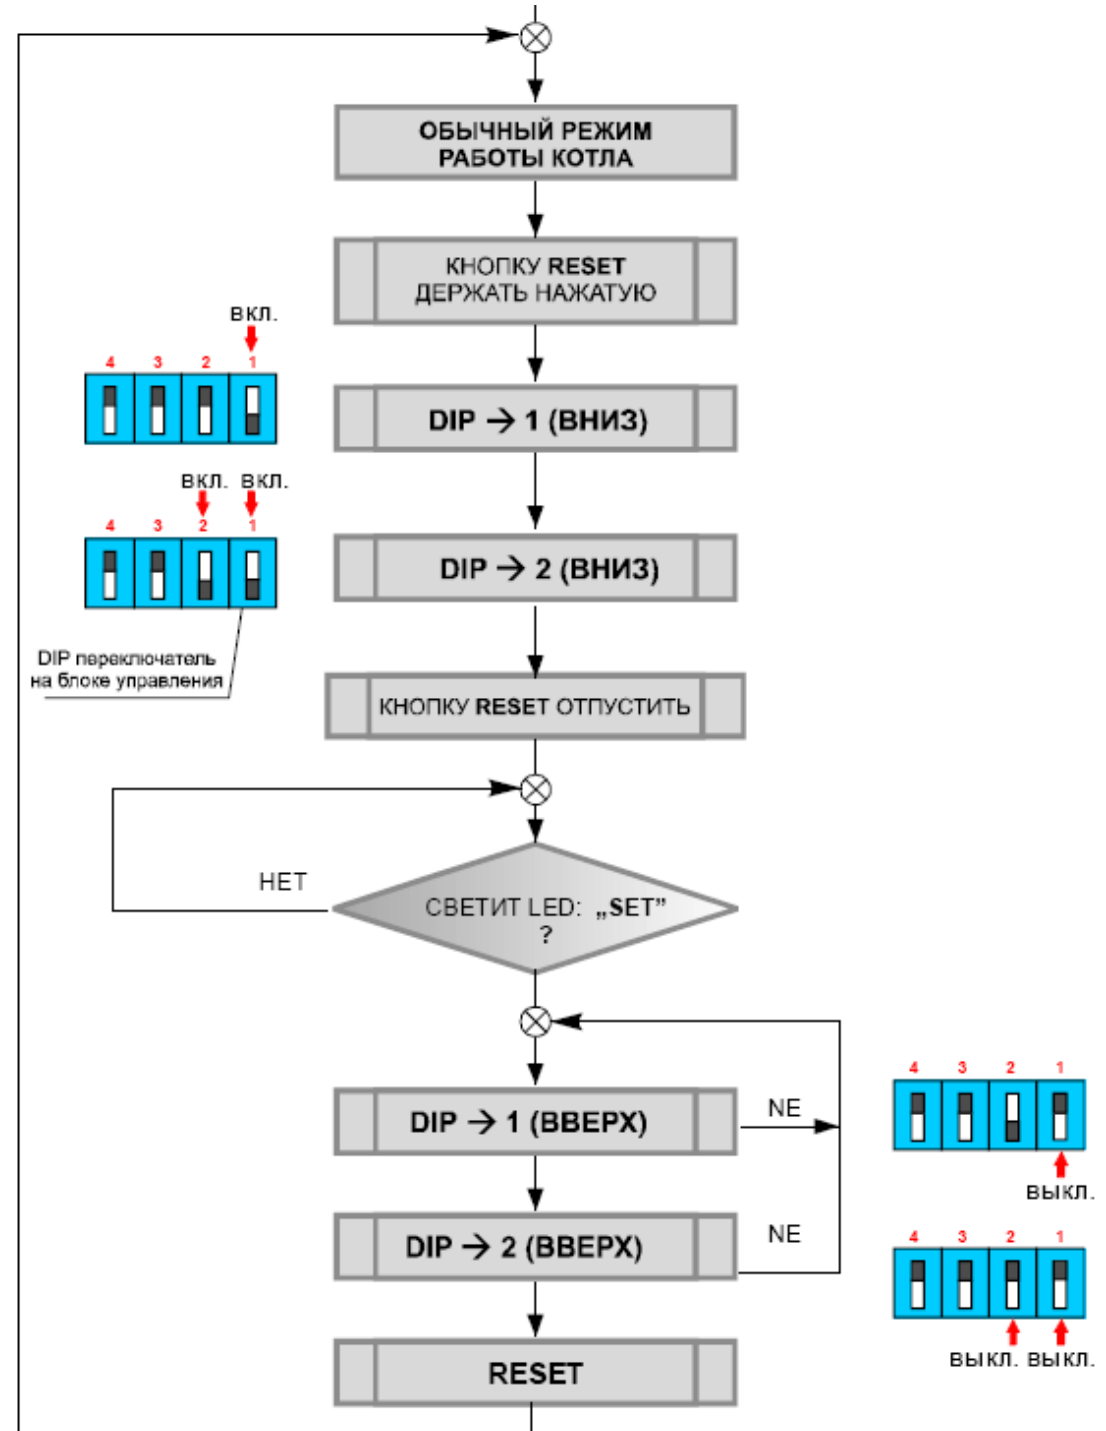 ОБЫЧНЫЙ РЕЖИМ
РАБОТЫ КОТЛА
КНОПКУ RESET
ДЕРЖАТЬ НАЖАТУЮ
ВКЛ.
4 3 2 1
DIP → 1 (ВНИЗ)
ВКЛ. ВКЛ.
4 3 2 1
DIP → 2 (ВНИЗ)
DIP переключатель
на блоке управления
КНОПКУ RESET ОТПУСТИТЬ
НЕТ
СВЕТИТ LED: „SET”
?
4 3 2 1
DIP → 1 (ВВЕРХ)
NE
ВЫКЛ.
DIP → 2 (ВВЕРХ)
NE
4 3 2 1
ВЫКЛ. ВЫКЛ.
RESET